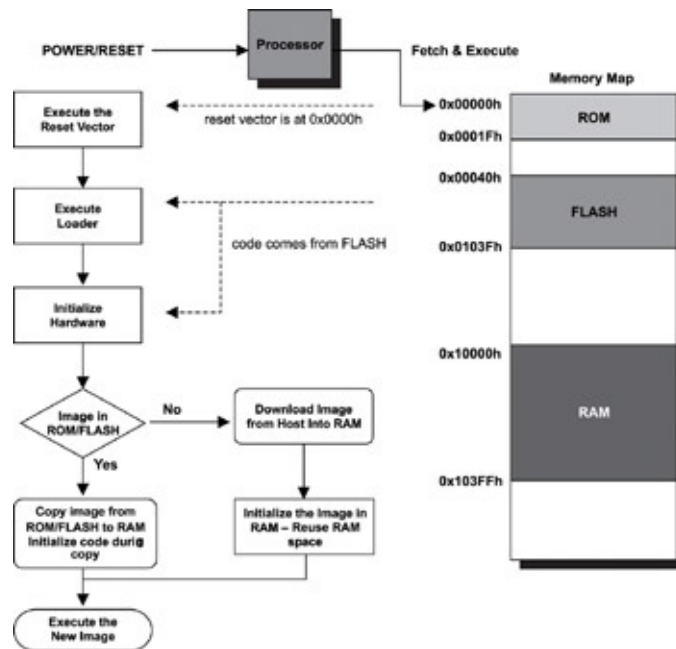 POWER/RESET
Processor
Fetch & Execute
Memory Map
Execute the
Reset Vector
reset vector is at 0x0000h
0x00000h
ROM
0x0001Fh
0x00040h
FLASH
0x0103Fh
Execute
Loader
code comes from FLASH
Initialize
Hardware
0x10000h
RAM
0x103FFh
Image in
ROM/FLASH
No
Yes
Download Image
from Host Into RAM
Copy image from
ROM/FLASH to RAM
Initialize code durig
copy
Initialize the Image in
RAM – Reuse RAM
space
Execute the
New Image